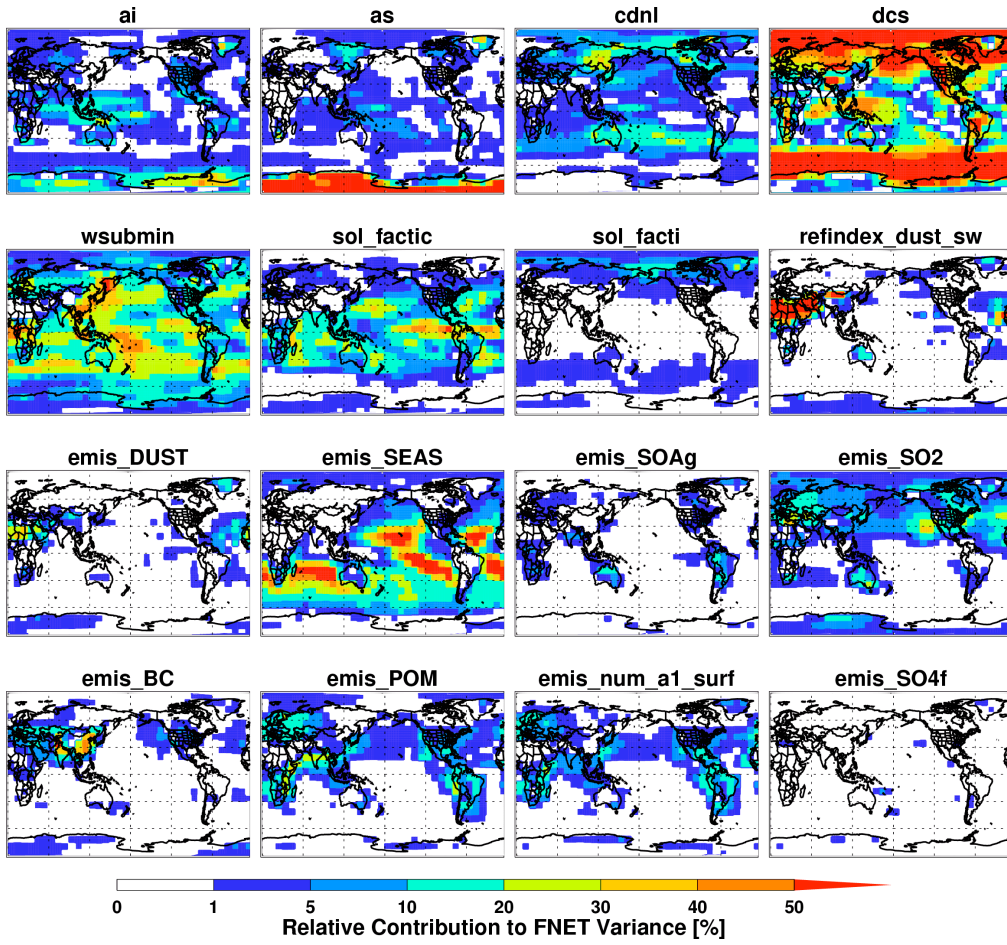 ai as cdnl dcs
wsubmin sol_factic sol_facti refindex_dust_sw
emis_DUST emis_SEAS emis_SOAg emis_SO2
emis_BC emis_POM emis_num_a1_surf emis_SO4f
0 1 5 10 20 30 40 50
Relative Contribution to FNET Variance [%]